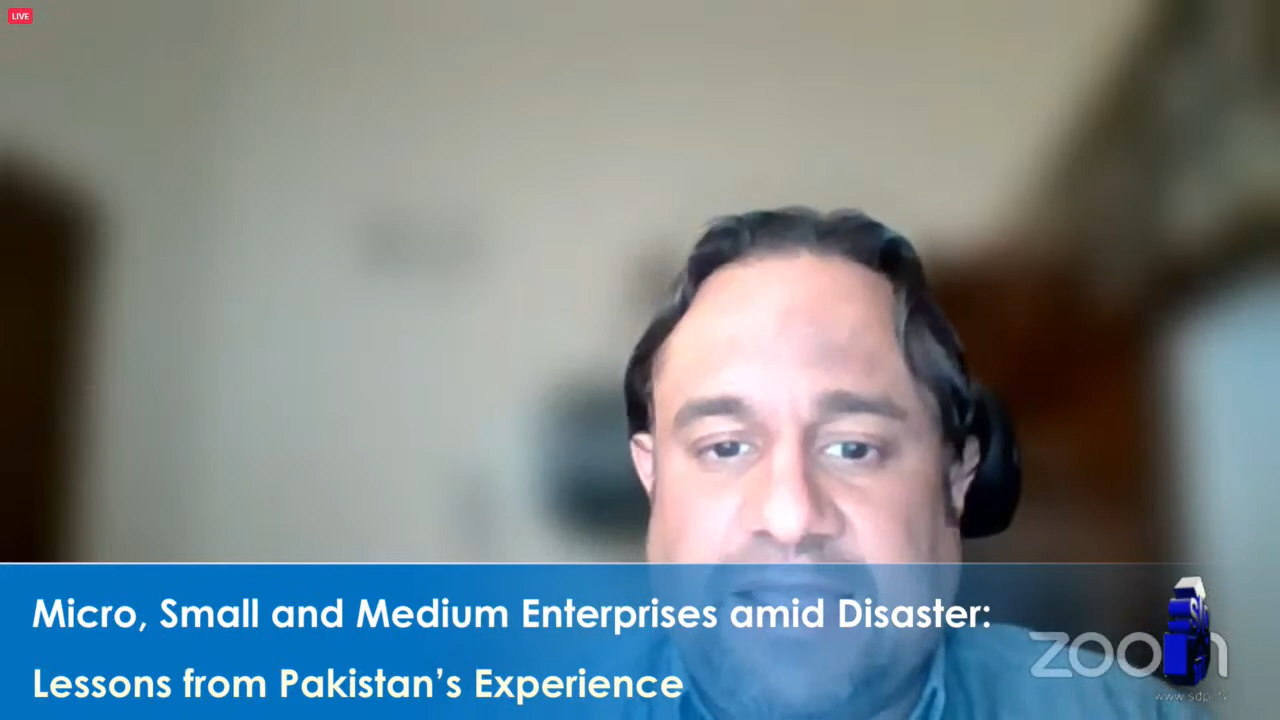 LIVE
Micro, Small and Medium Enterprises amid Disaster:
Lessons from Pakistan's Experience
zoom